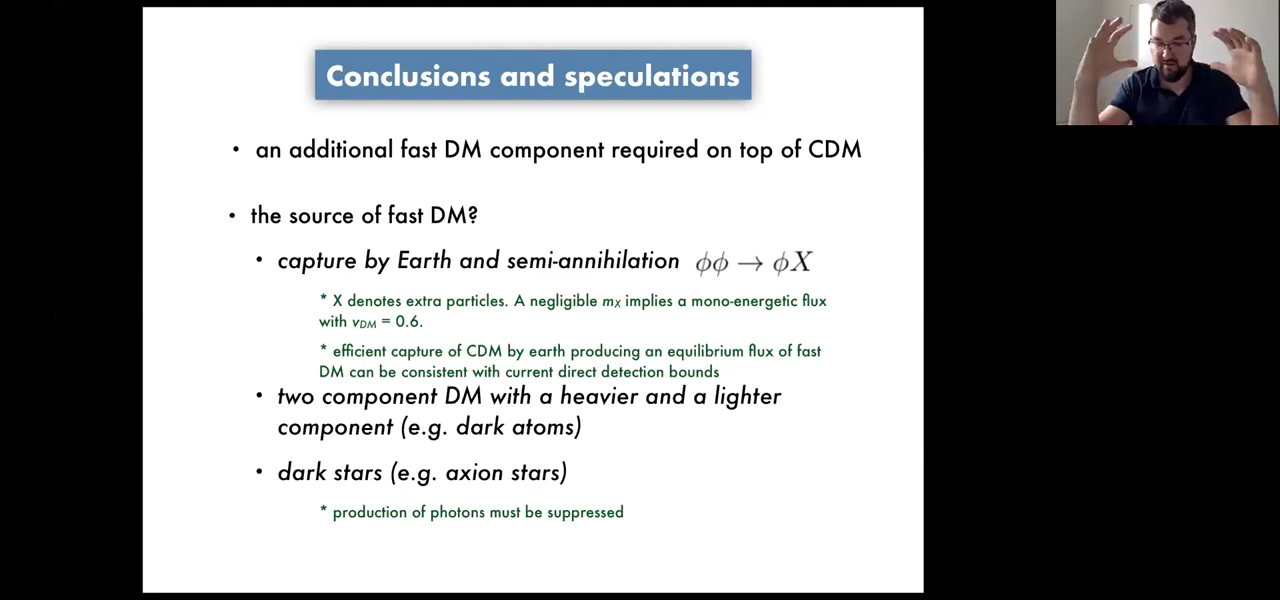 Conclusions and speculations
• an additional fast DM component required on top of CDM
• the source of fast DM?
• capture by Earth and semi-annihilation ϕϕ → ϕX
* X denotes extra particles. A negligible mX implies a mono-energetic flux
with vDM = 0.6.
* efficient capture of CDM by earth producing an equilibrium flux of fast
DM can be consistent with current direct detection bounds
• two component DM with a heavier and a lighter
component (e.g. dark atoms)
• dark stars (e.g. axion stars)
* production of photons must be suppressed